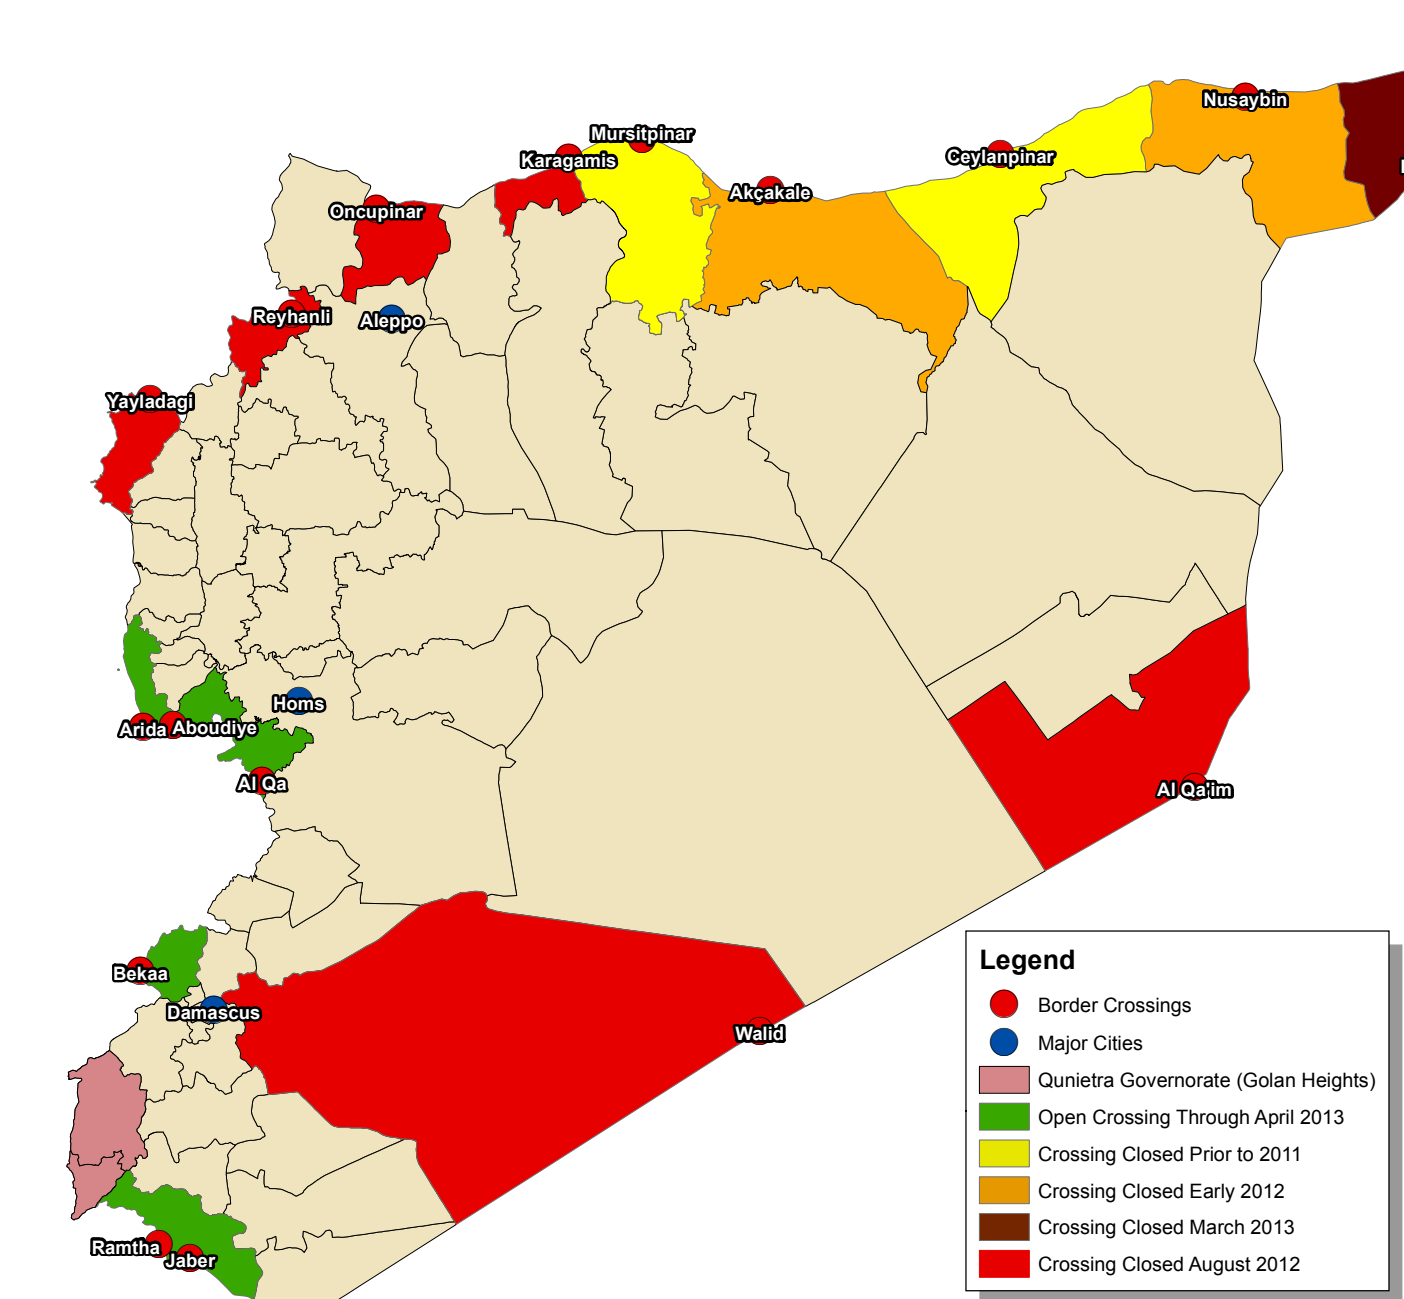 Nusaybin
Mursitpinar
Karagamis
Ceylanpinar
Akçakale
Oncupinar
Reyhanli
Aleppo
Yayladagi
Homs
Arida
Aboudiye
Al Qa
Al Qa'im
Bekaa
Damascus
Walid
Ramtha
Jaber
Legend
Border Crossings
Major Cities
Qunietra Governorate (Golan Heights)
Open Crossing Through April 2013
Crossing Closed Prior to 2011
Crossing Closed Early 2012
Crossing Closed March 2013
Crossing Closed August 2012